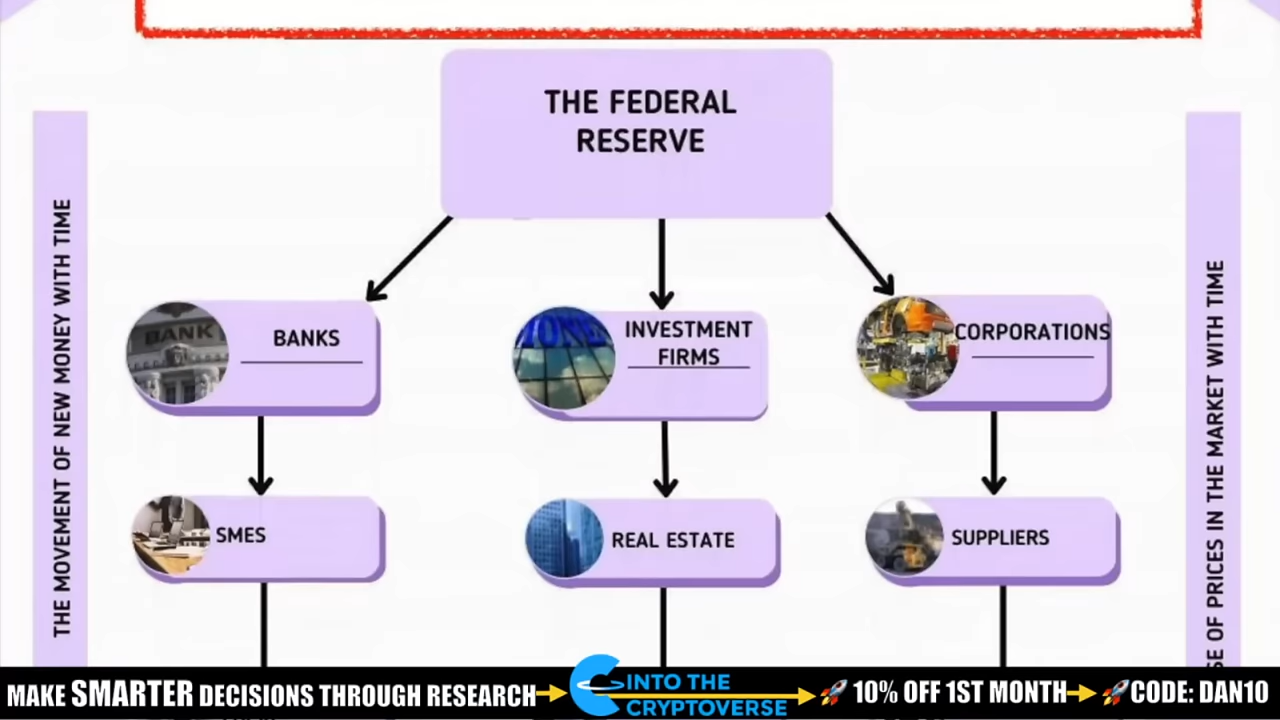 THE FEDERAL
RESERVE
THE MOVEMENT OF NEW MONEY WITH TIME
BANK
BANKS
INVESTMENT
FIRMS
CORPORATIONS
SMES
REAL ESTATE
SUPPLIERS
SE OF PRICES IN THE MARKET WITH TIME
MAKE SMARTER DECISIONS THROUGH RESEARCH
INTO THE
CRYPTOVERSE
10% OFF 1ST MONTH
CODE: DAN10